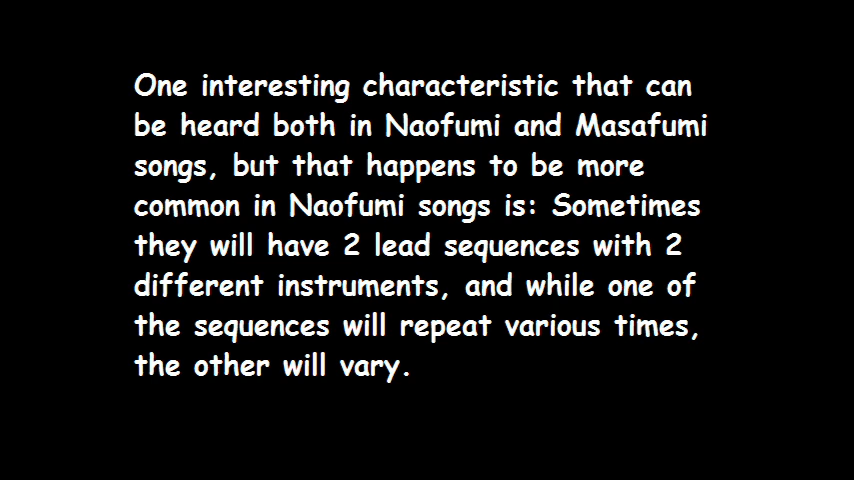 One interesting characteristic that can
be heard both in Naofumi and Masafumi
songs, but that happens to be more
common in Naofumi songs is: Sometimes
they will have 2 lead sequences with 2
different instruments, and while one of
the sequences will repeat various times,
the other will vary.